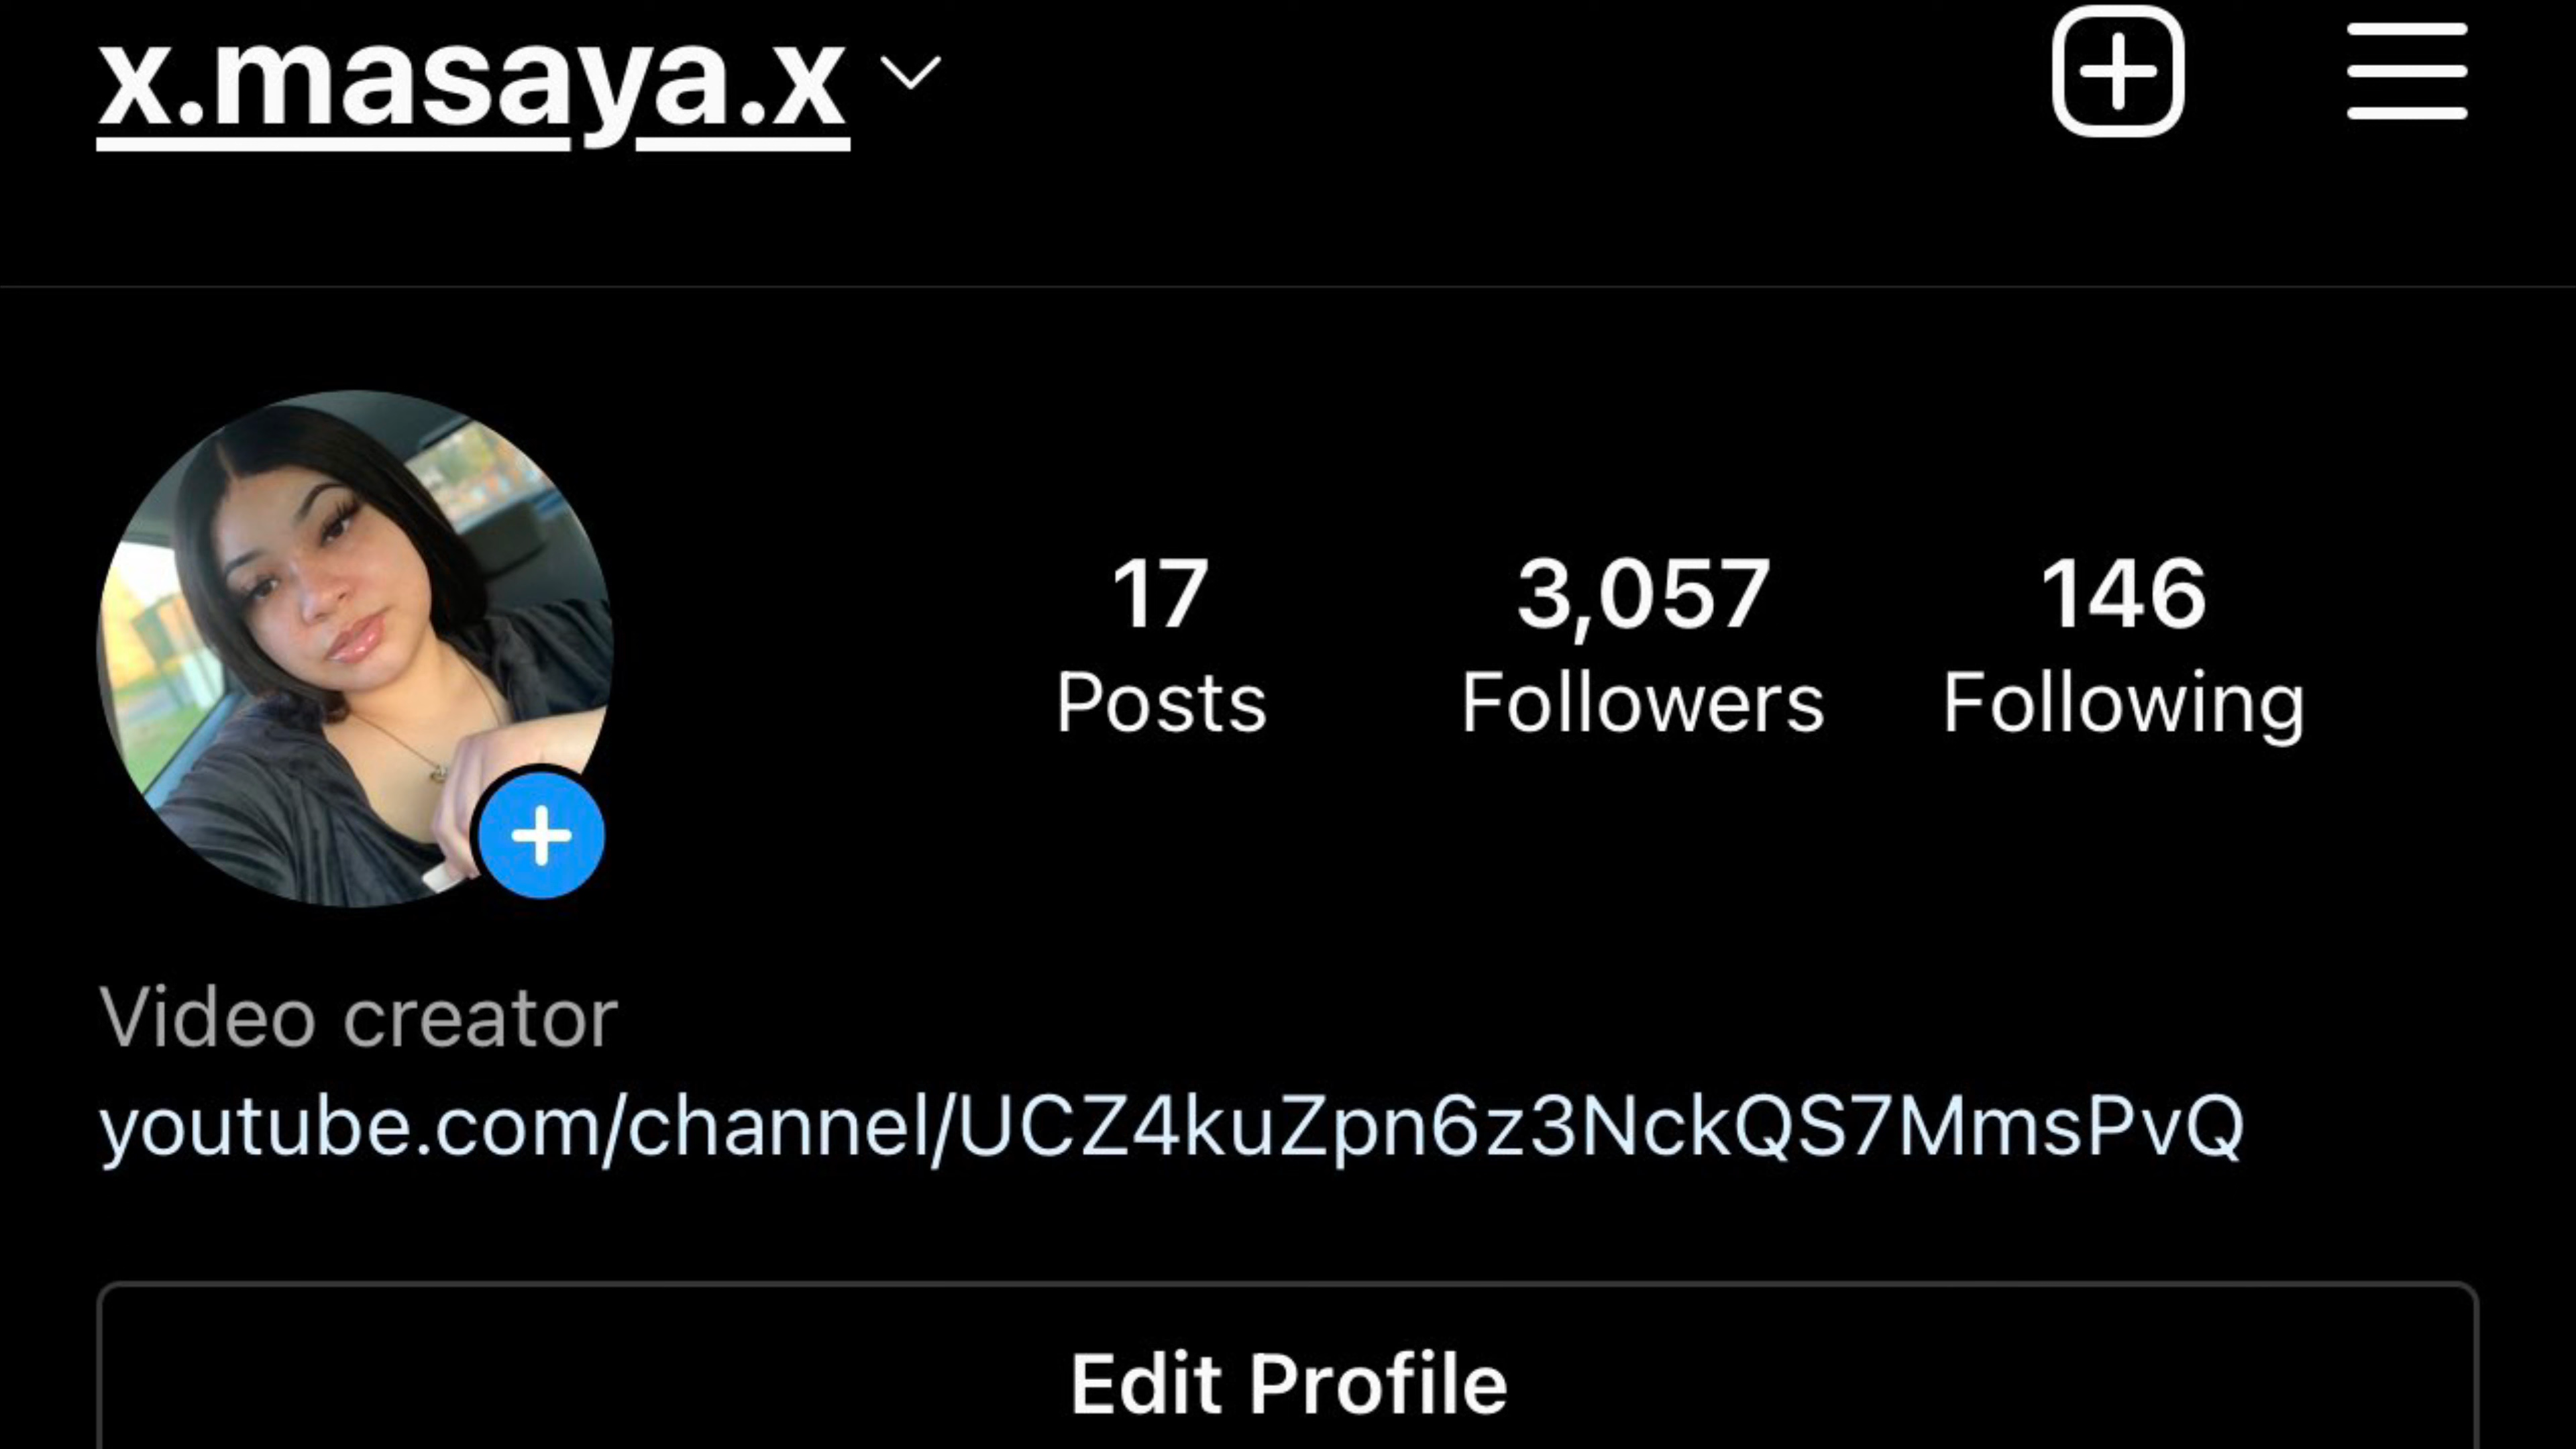 x.masaya.x
17
Posts
3,057
Followers
146
Following
Video creator
youtube.com/channel/UCZ4kuZpn6z3NckQS7MmsPvQ
Edit Profile